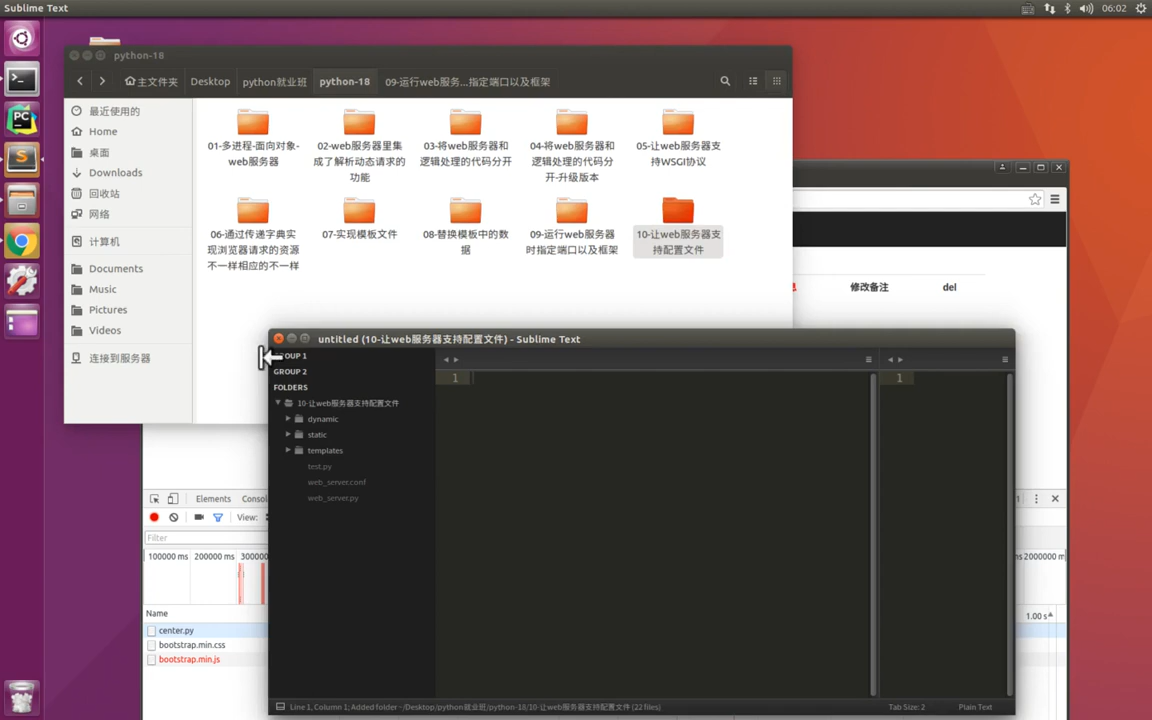 Sublime Text
06:02
python-18
主文夹
Desktop
python就业班
python-18
09-运行web服务...指定端口以及框架
最近使用的
Home
桌面
Downloads
回收站
网络
计算机
Documents
Music
Pictures
Videos
连接到服务器
01-多进程-面向对象-
web服务器
02-web服务器里集
成了解析动态请求的
功能
03-将web服务器和
逻辑处理的代码分开
04-将web服务器和
逻辑处理的代码分
开-升级版本
05-让web服务器支
持WSGI协议
06-通过传递字典实
现浏览器请求的资源
不一样相应的不一样
07-实现模板文件
08-替换模板中的数
据
09-运行web服务器
时指定端口以及框架
10-让web服务器支
持配置文件
修改备注
del
untitled (10-让web服务器支持配置文件) - Sublime Text
GROUP 1
GROUP 2
FOLDERS
10-让web服务器支持配置文件
dynamic
static
templates
test.py
web_server.conf
web_server.py
1
1
Line 1, Column 1; Added folder ~/Desktop/python就业班/python-18/10-让web服务器支持配置文件 (22 files)
Tab Size: 2
Plain Text
Elements
Consol
View:
Filter
100000 ms
200000 ms
300000
ms 2000000 m
Name
1.00 s
center.py
bootstrap.min.css
bootstrap.min.js